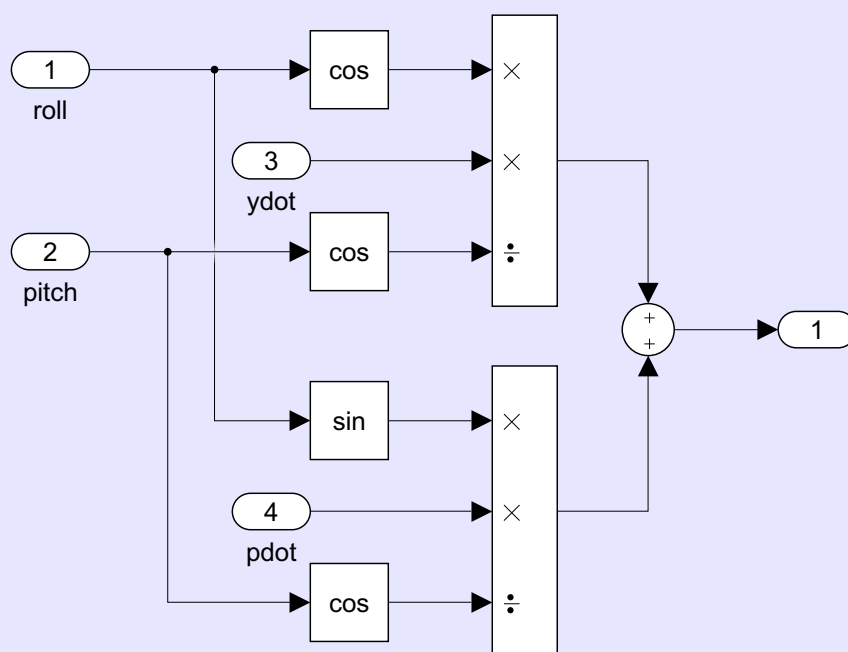 1
roll
cos
×
3
ydot
×
2
pitch
cos
÷
+
+
1
sin
×
4
pdot
×
cos
÷